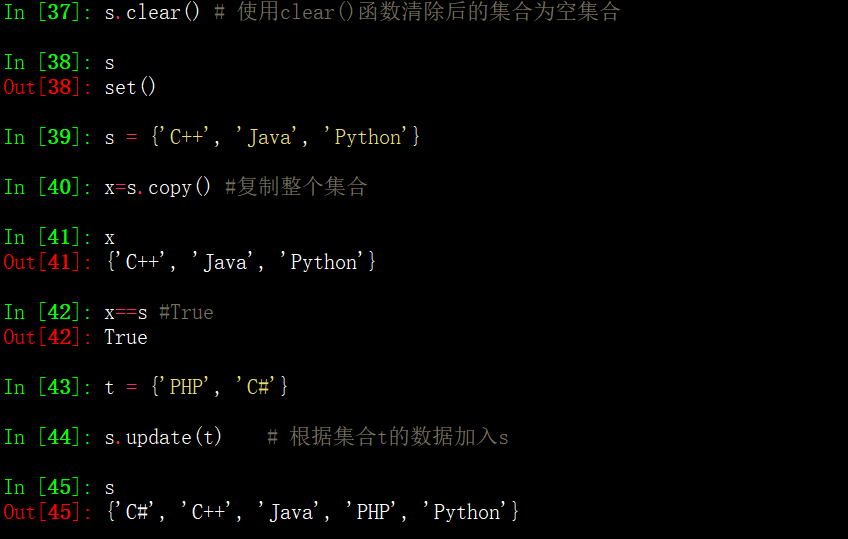 In [37]: s.clear() # 使用clear()函数清除后的集合为空集合
In [38]: s
Out[38]: set()
In [39]: s = {'C++', 'Java', 'Python'}
In [40]: x=s.copy() #复制整个集合
In [41]: x
Out[41]: {'C++', 'Java', 'Python'}
In [42]: x==s #True
Out[42]: True
In [43]: t = {'PHP', 'C#'}
In [44]: s.update(t)    # 根据集合t的数据加入s
In [45]: s
Out[45]: {'C#', 'C++', 'Java', 'PHP', 'Python'}